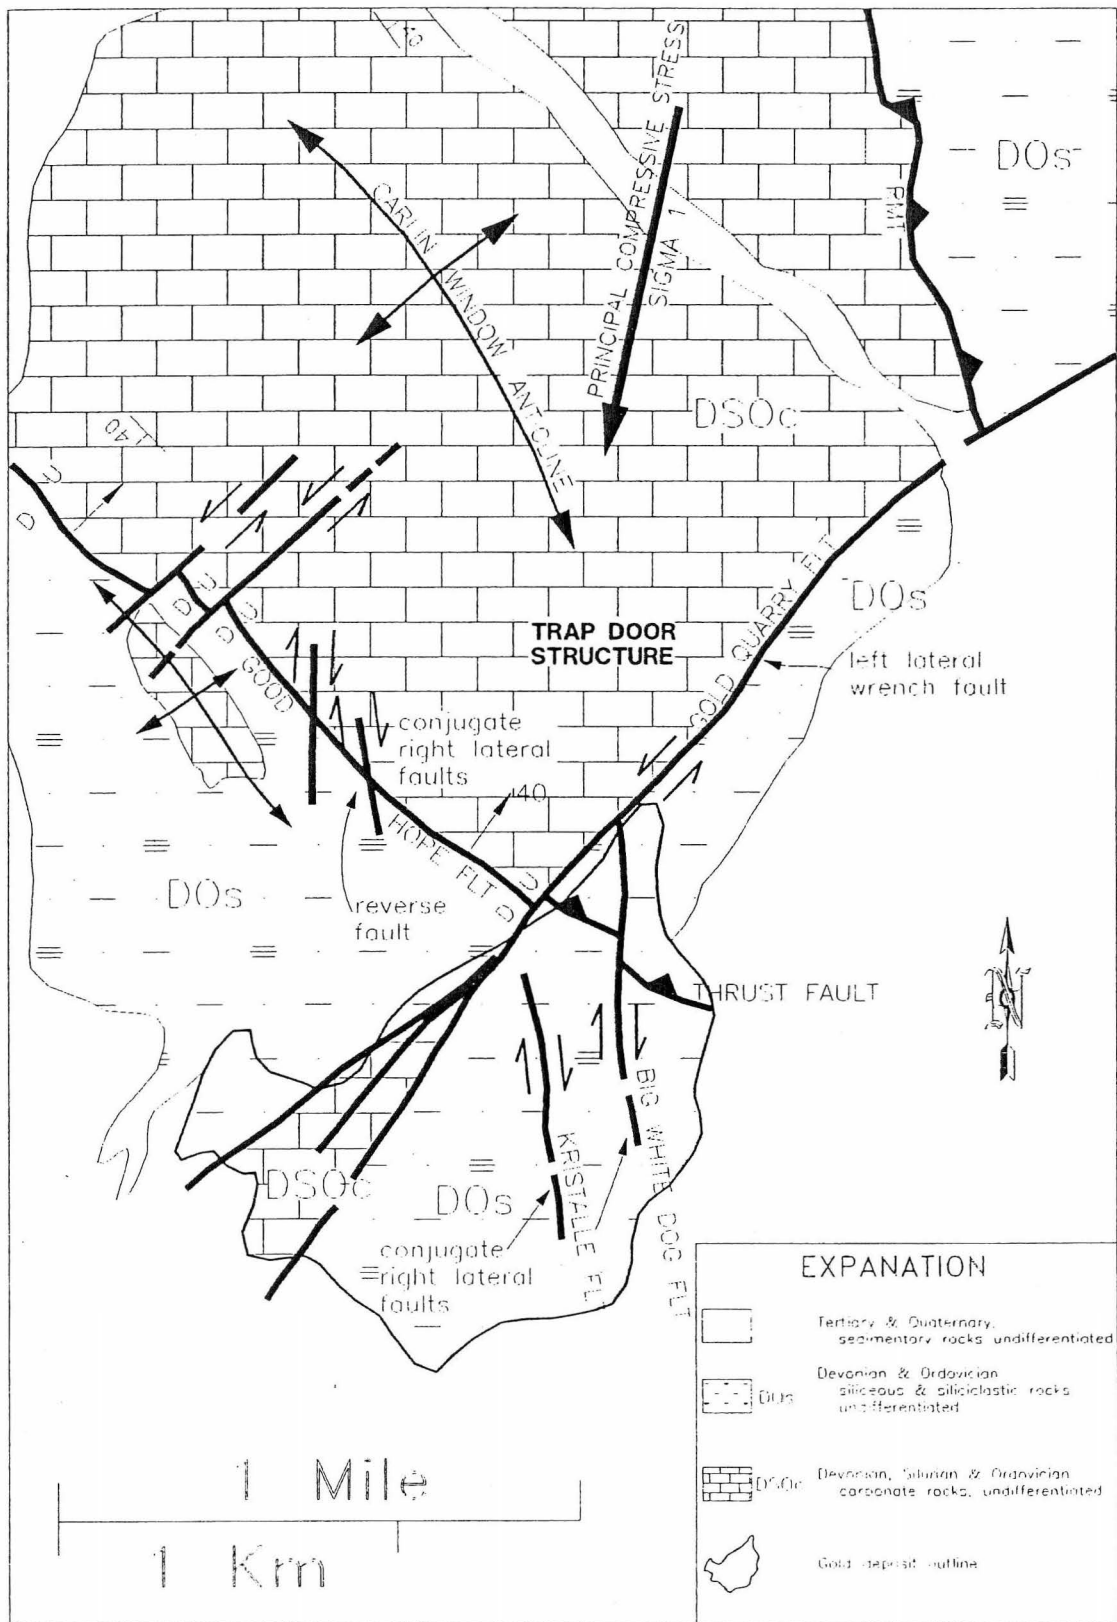 40
DOs
PRINCIPAL COMPRESSIVE STRESS
SIGMA 1
RMT
CARLIN WINDOW ANTICLINE
DSOc
40
U
D
D U
U
D
GOOD
HOPE FLT
TRAP DOOR
STRUCTURE
GOLD QUARRY FLT
DOs
left lateral
wrench fault
conjugate
right lateral
faults
40
U
D
DOs
reverse
fault
THRUST FAULT
N
BIG WHITE DOG FLT
KRISTALLE FLT
DSOc
DOs
conjugate
right lateral
faults
EXPANATION
Tertiary & Quaternary,
sedimentary rocks undifferentiated
DOs
Devonian & Ordovician
siliceous & siliciclastic rocks
undifferentiated
DSOc
Devonian, Silurian & Ordovician
carbonate rocks, undifferentiated
Gold deposit outline
1 Mile
1 Km